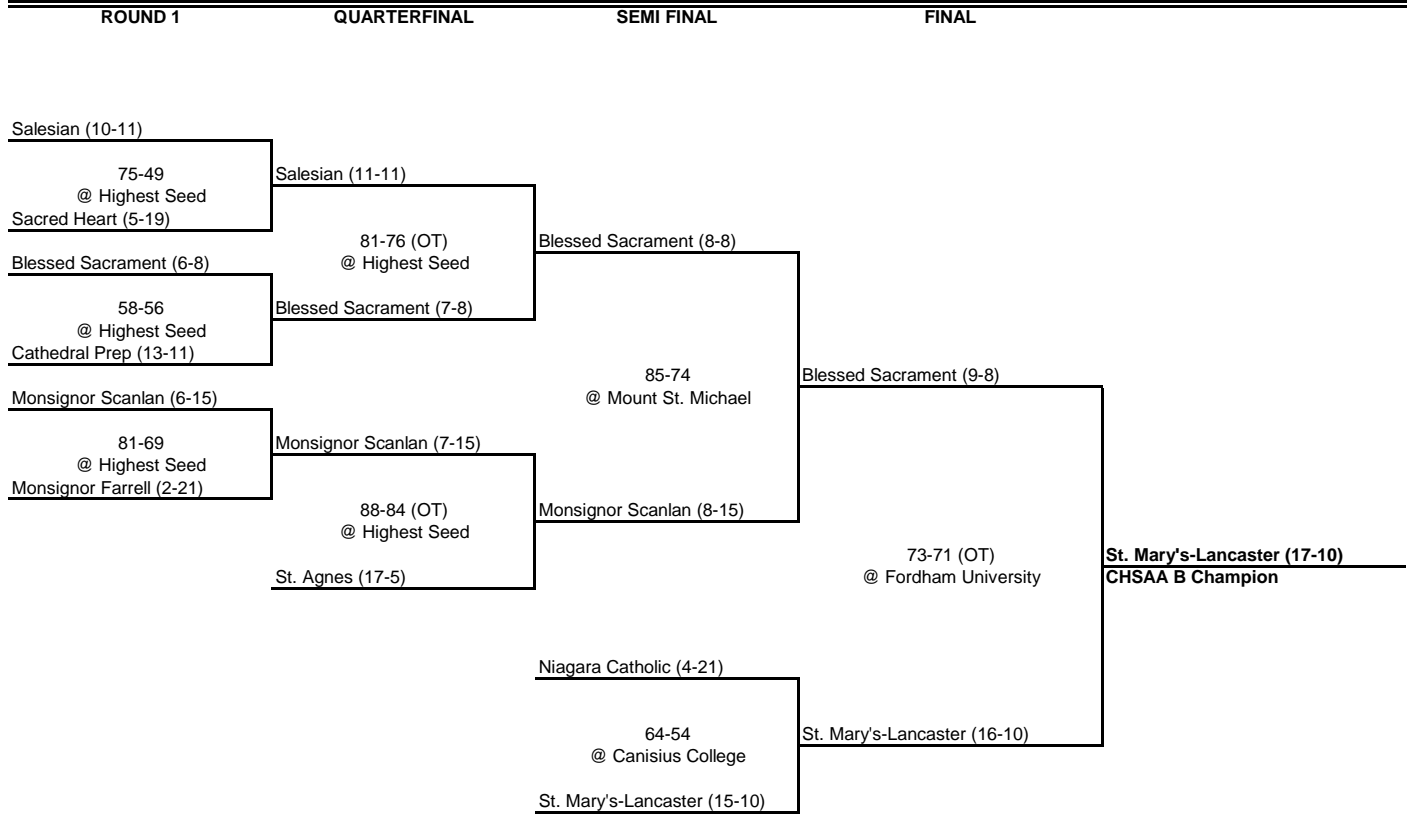 ROUND 1
QUARTERFINAL
SEMI FINAL
FINAL
Salesian (10-11)
75-49
@ Highest Seed
Sacred Heart (5-19)
Blessed Sacrament (6-8)
58-56
@ Highest Seed
Cathedral Prep (13-11)
Monsignor Scanlan (6-15)
81-69
@ Highest Seed
Monsignor Farrell (2-21)
Salesian (11-11)
81-76 (OT)
@ Highest Seed
Blessed Sacrament (7-8)
Monsignor Scanlan (7-15)
88-84 (OT)
@ Highest Seed
St. Agnes (17-5)
Blessed Sacrament (8-8)
85-74
@ Mount St. Michael
Monsignor Scanlan (8-15)
Niagara Catholic (4-21)
64-54
@ Canisius College
St. Mary's-Lancaster (15-10)
Blessed Sacrament (9-8)
73-71 (OT)
@ Fordham University
St. Mary's-Lancaster (16-10)
St. Mary's-Lancaster (17-10)
CHSAA B Champion